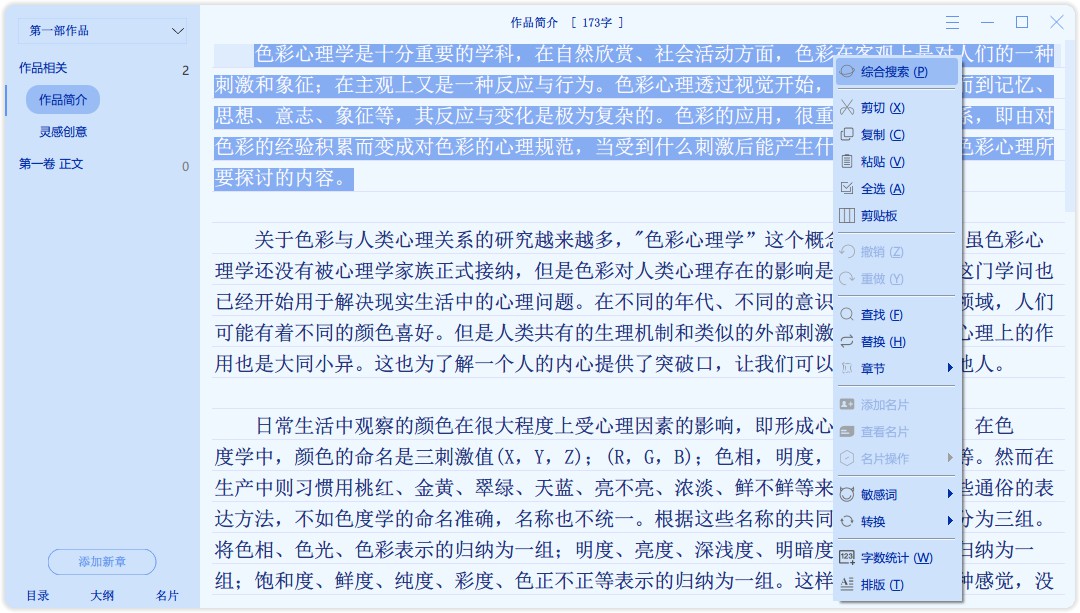 第一部作品
作品简介 [ 173字 ]
作品相关 2
作品简介
灵感创意
第一卷 正文 0
添加新章
目录 大纲 名片
色彩心理学是十分重要的学科，在自然欣赏、社会活动方面，色彩在客观上是对人们的一种
刺激和象征；在主观上又是一种反应与行为。色彩心理透过视觉开始， 而到记忆、
思想、意志、象征等，其反应与变化是极为复杂的。色彩的应用，很重 系，即由对
色彩的经验积累而变成对色彩的心理规范，当受到什么刺激后能产生什 色彩心理所
要探讨的内容。
关于色彩与人类心理关系的研究越来越多，"色彩心理学"这个概念 虽色彩心
理学还没有被心理学家族正式接纳，但是色彩对人类心理存在的影响是 这门学问也
已经开始用于解决现实生活中的心理问题。在不同的年代、不同的意识 领域，人们
可能有着不同的颜色喜好。但是人类共有的生理机制和类似的外部刺激 心理上的作
用也是大同小异。这也为了解一个人的内心提供了突破口，让我们可以 他人。
日常生活中观察的颜色在很大程度上受心理因素的影响，即形成心 在色
度学中，颜色的命名是三刺激值(X，Y，Z)；(R，G，B)；色相，明度， 等。然而在
生产中则习惯用桃红、金黄、翠绿、天蓝、亮不亮、浓淡、鲜不鲜等来 些通俗的表
达方法，不如色度学的命名准确，名称也不统一。根据这些名称的共同 分为三组。
将色相、色光、色彩表示的归纳为一组；明度、亮度、深浅度、明暗度 归纳为一
组；饱和度、鲜度、纯度、彩度、色正不正等表示的归纳为一组。这样 种感觉，没
综合搜索 (P)
剪切 (X)
复制 (C)
粘贴 (V)
全选 (A)
剪贴板
撤销 (Z)
重做 (Y)
查找 (F)
替换 (H)
章节
添加名片
查看名片
名片操作
敏感词
转换
字数统计 (W)
排版 (T)